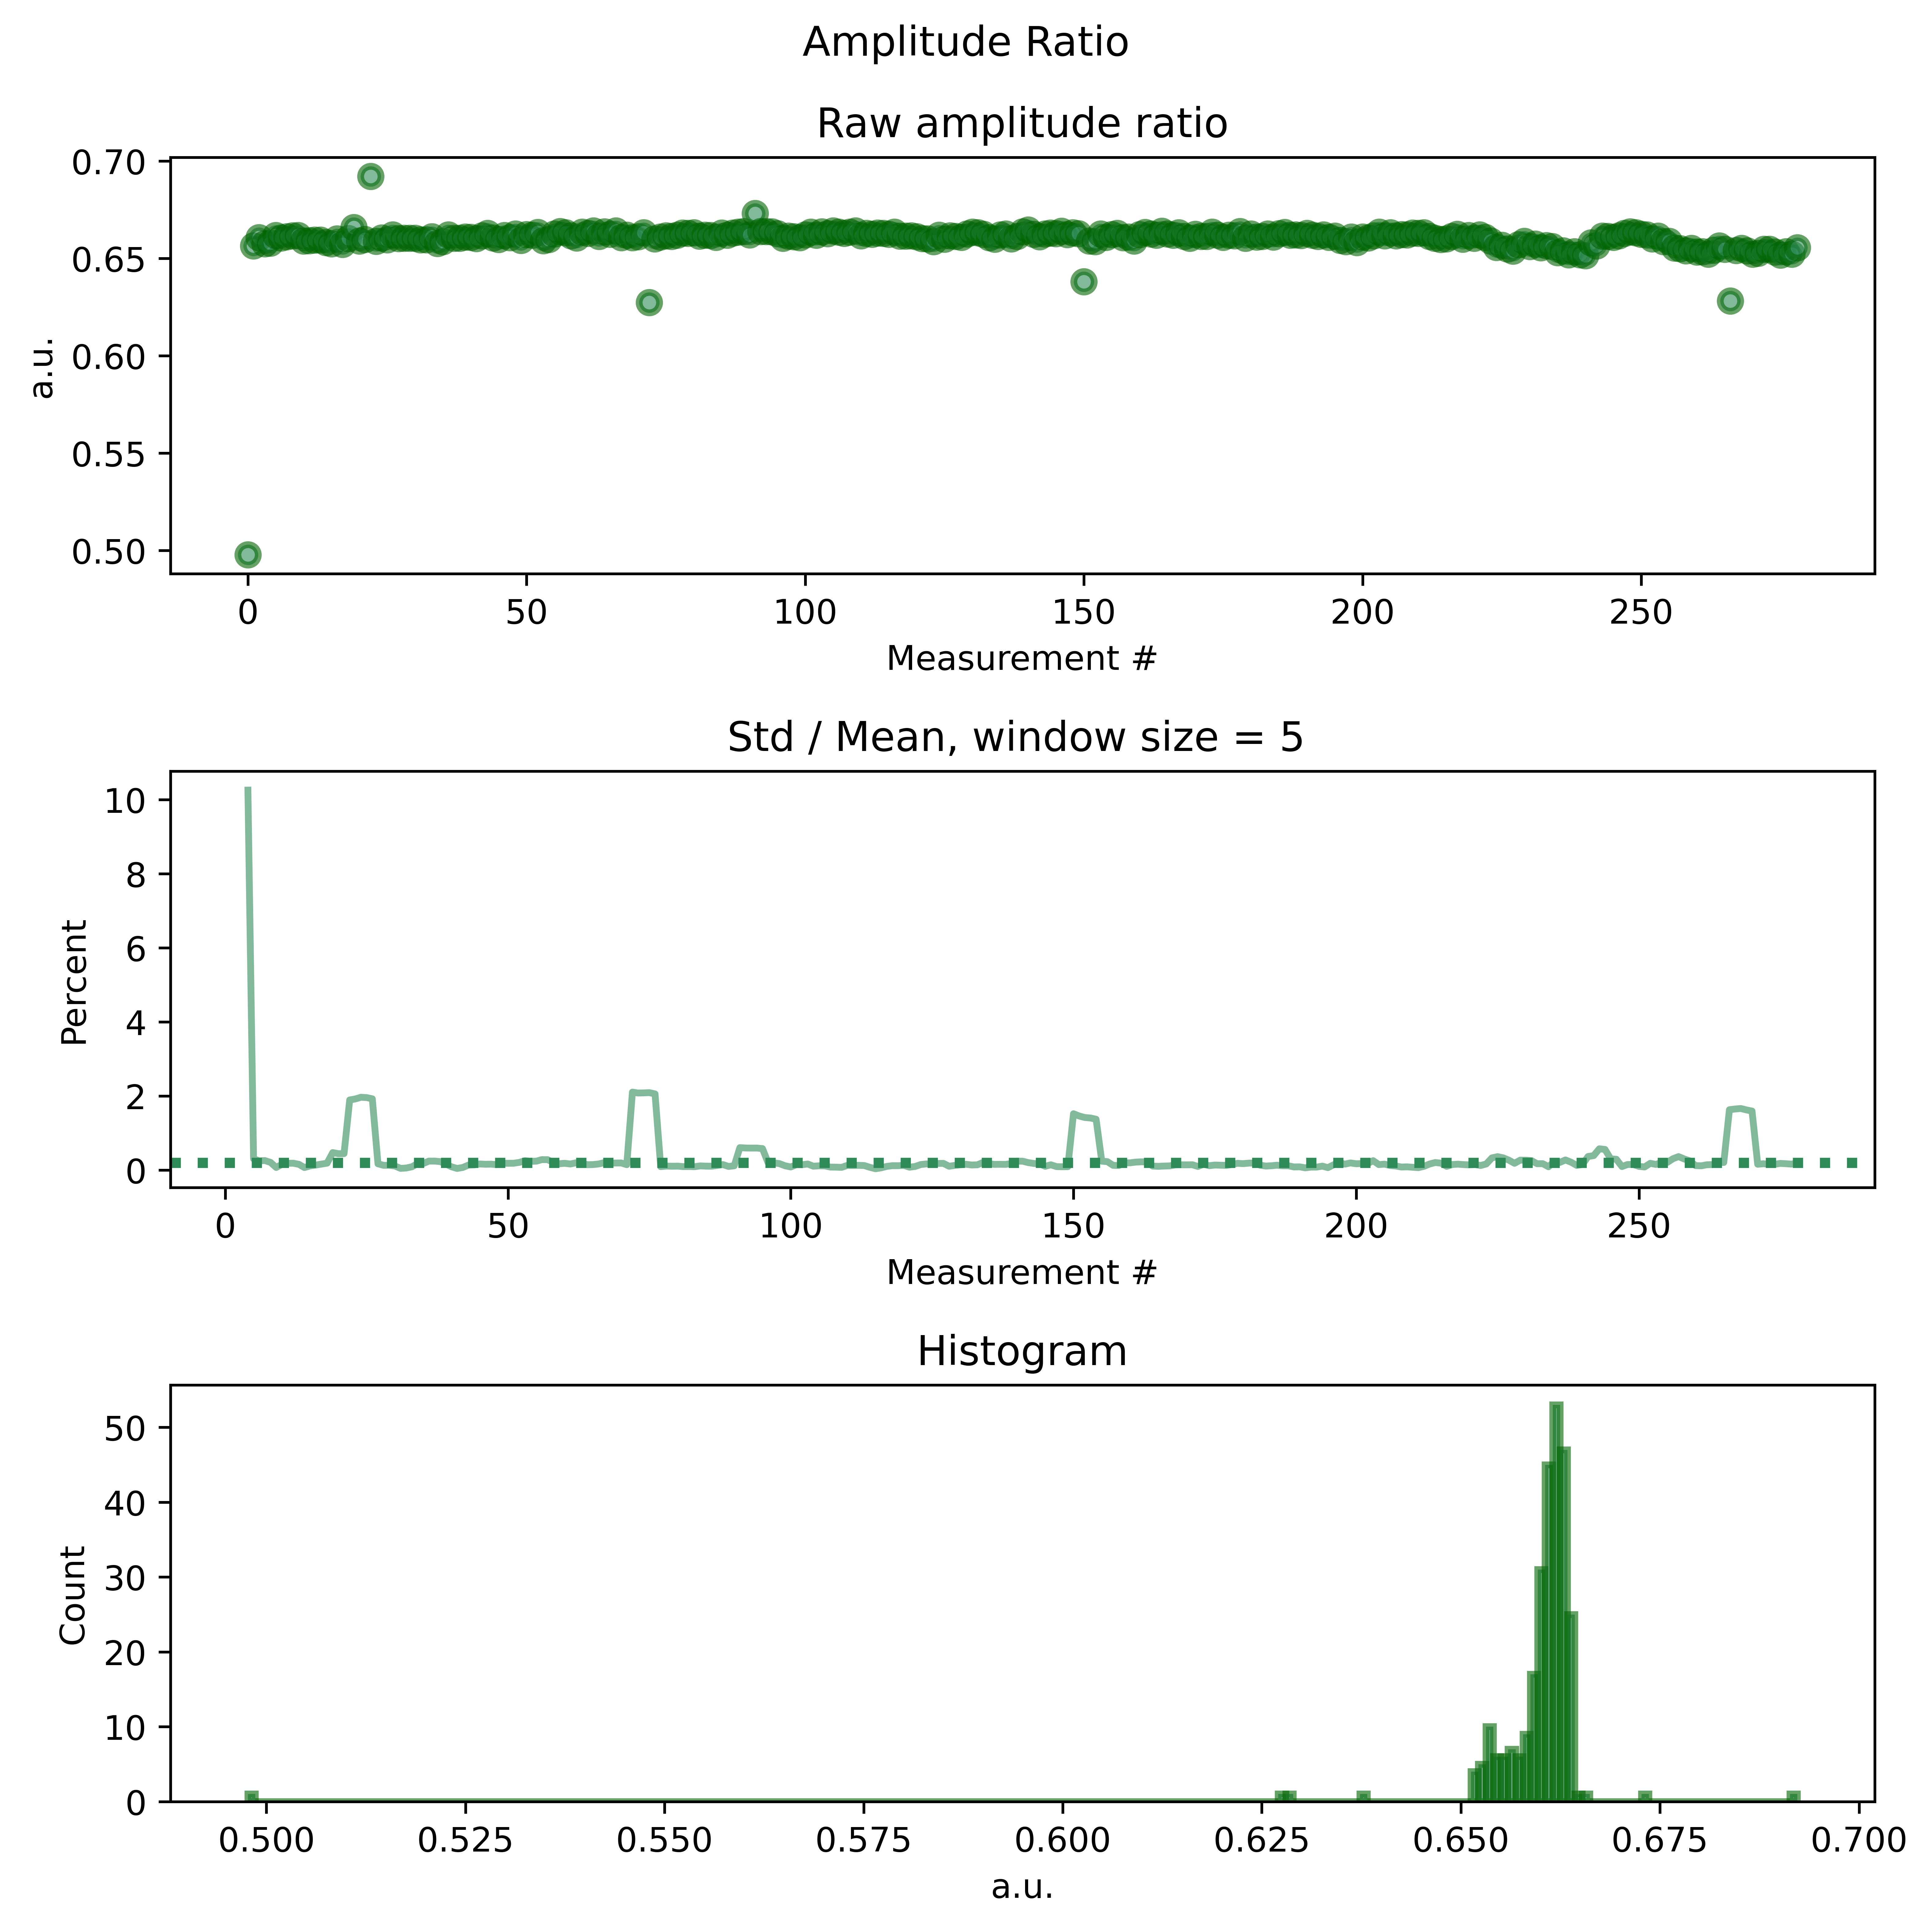 Amplitude Ratio
Raw amplitude ratio
0.70
0.65
0.60
0.55
0.50
a.u.
0 50 100 150 200 250
Measurement #
Std / Mean, window size = 5
10
8
6
4
2
0
Percent
0 50 100 150 200 250
Measurement #
Histogram
50
40
30
20
10
0
Count
0.500 0.525 0.550 0.575 0.600 0.625 0.650 0.675 0.700
a.u.